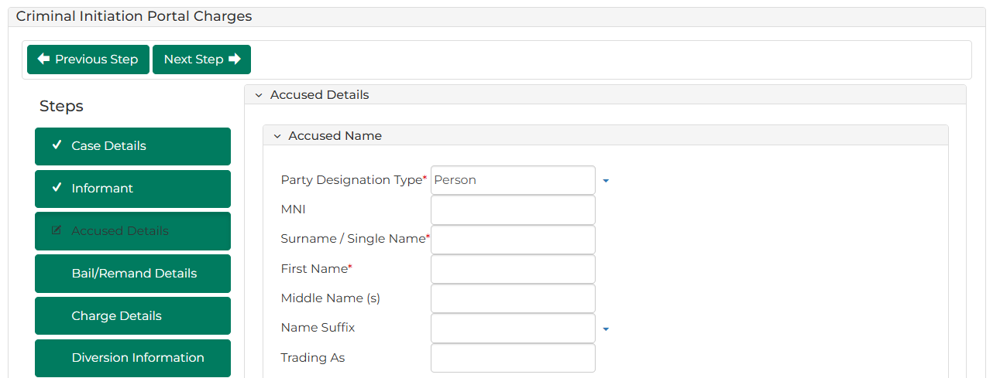 Criminal Initiation Portal Charges
Previous Step Next Step
Steps
Case Details
Informant
Accused Details
Bail/Remand Details
Charge Details
Diversion Information
Accused Details
Accused Name
Party Designation Type* Person
MNI
Surname / Single Name*
First Name*
Middle Name (s)
Name Suffix
Trading As